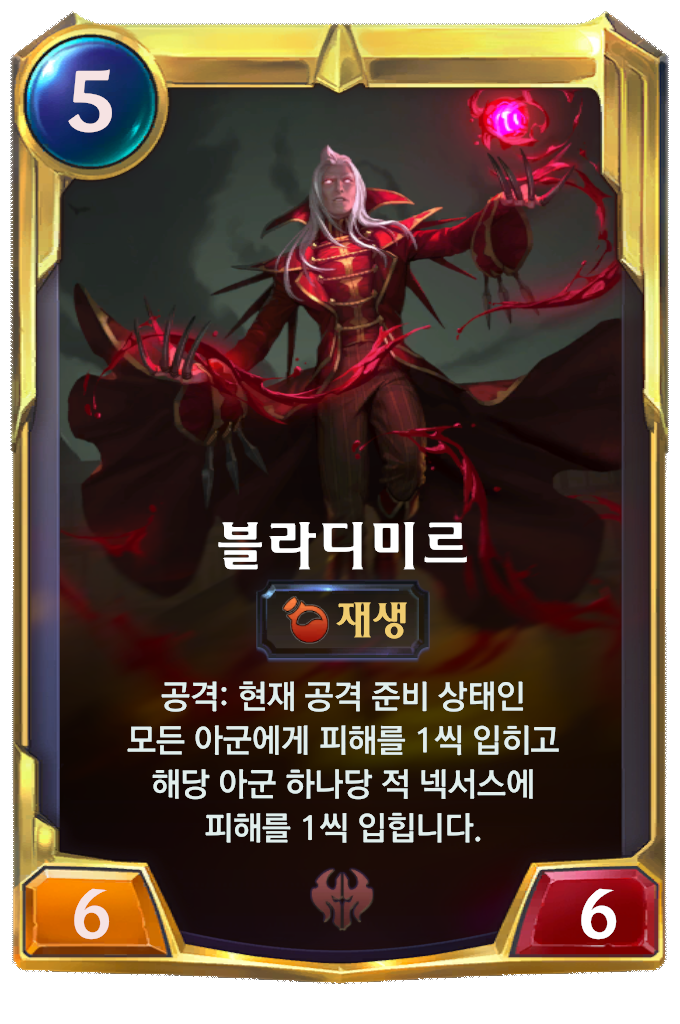 5
블라디미르
재생
공격: 현재 공격 준비 상태인
모든 아군에게 피해를 1씩 입히고
해당 아군 하나당 적 넥서스에
피해를 1씩 입힙니다.
6
6